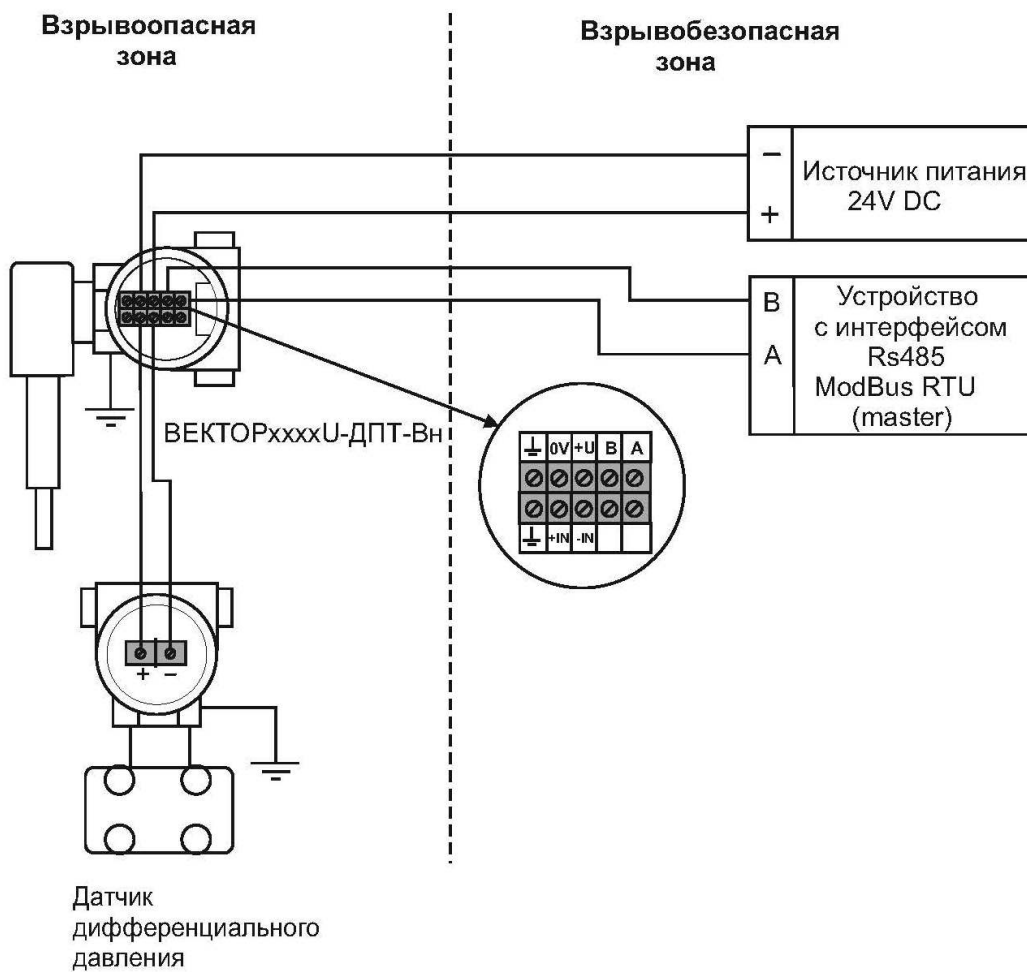 Взрывоопасная
зона
Взрывобезопасная
зона
−
+
Источник питания
24V DC
B
A
Устройство
с интерфейсом
Rs485
ModBus RTU
(master)
ВЕКТОРxxxxU-ДПТ-Вн
0V +U B A
+IN -IN
+ −
Датчик
дифференциального
давления